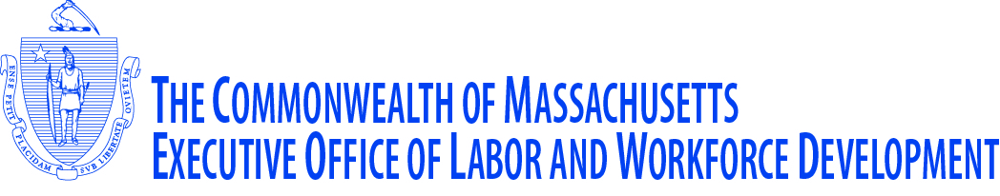 ENSE PETIT
PLACIDAM
SVB LIBERTATE
QVIETEM
THE COMMONWEALTH OF MASSACHUSETTS
EXECUTIVE OFFICE OF LABOR AND WORKFORCE DEVELOPMENT